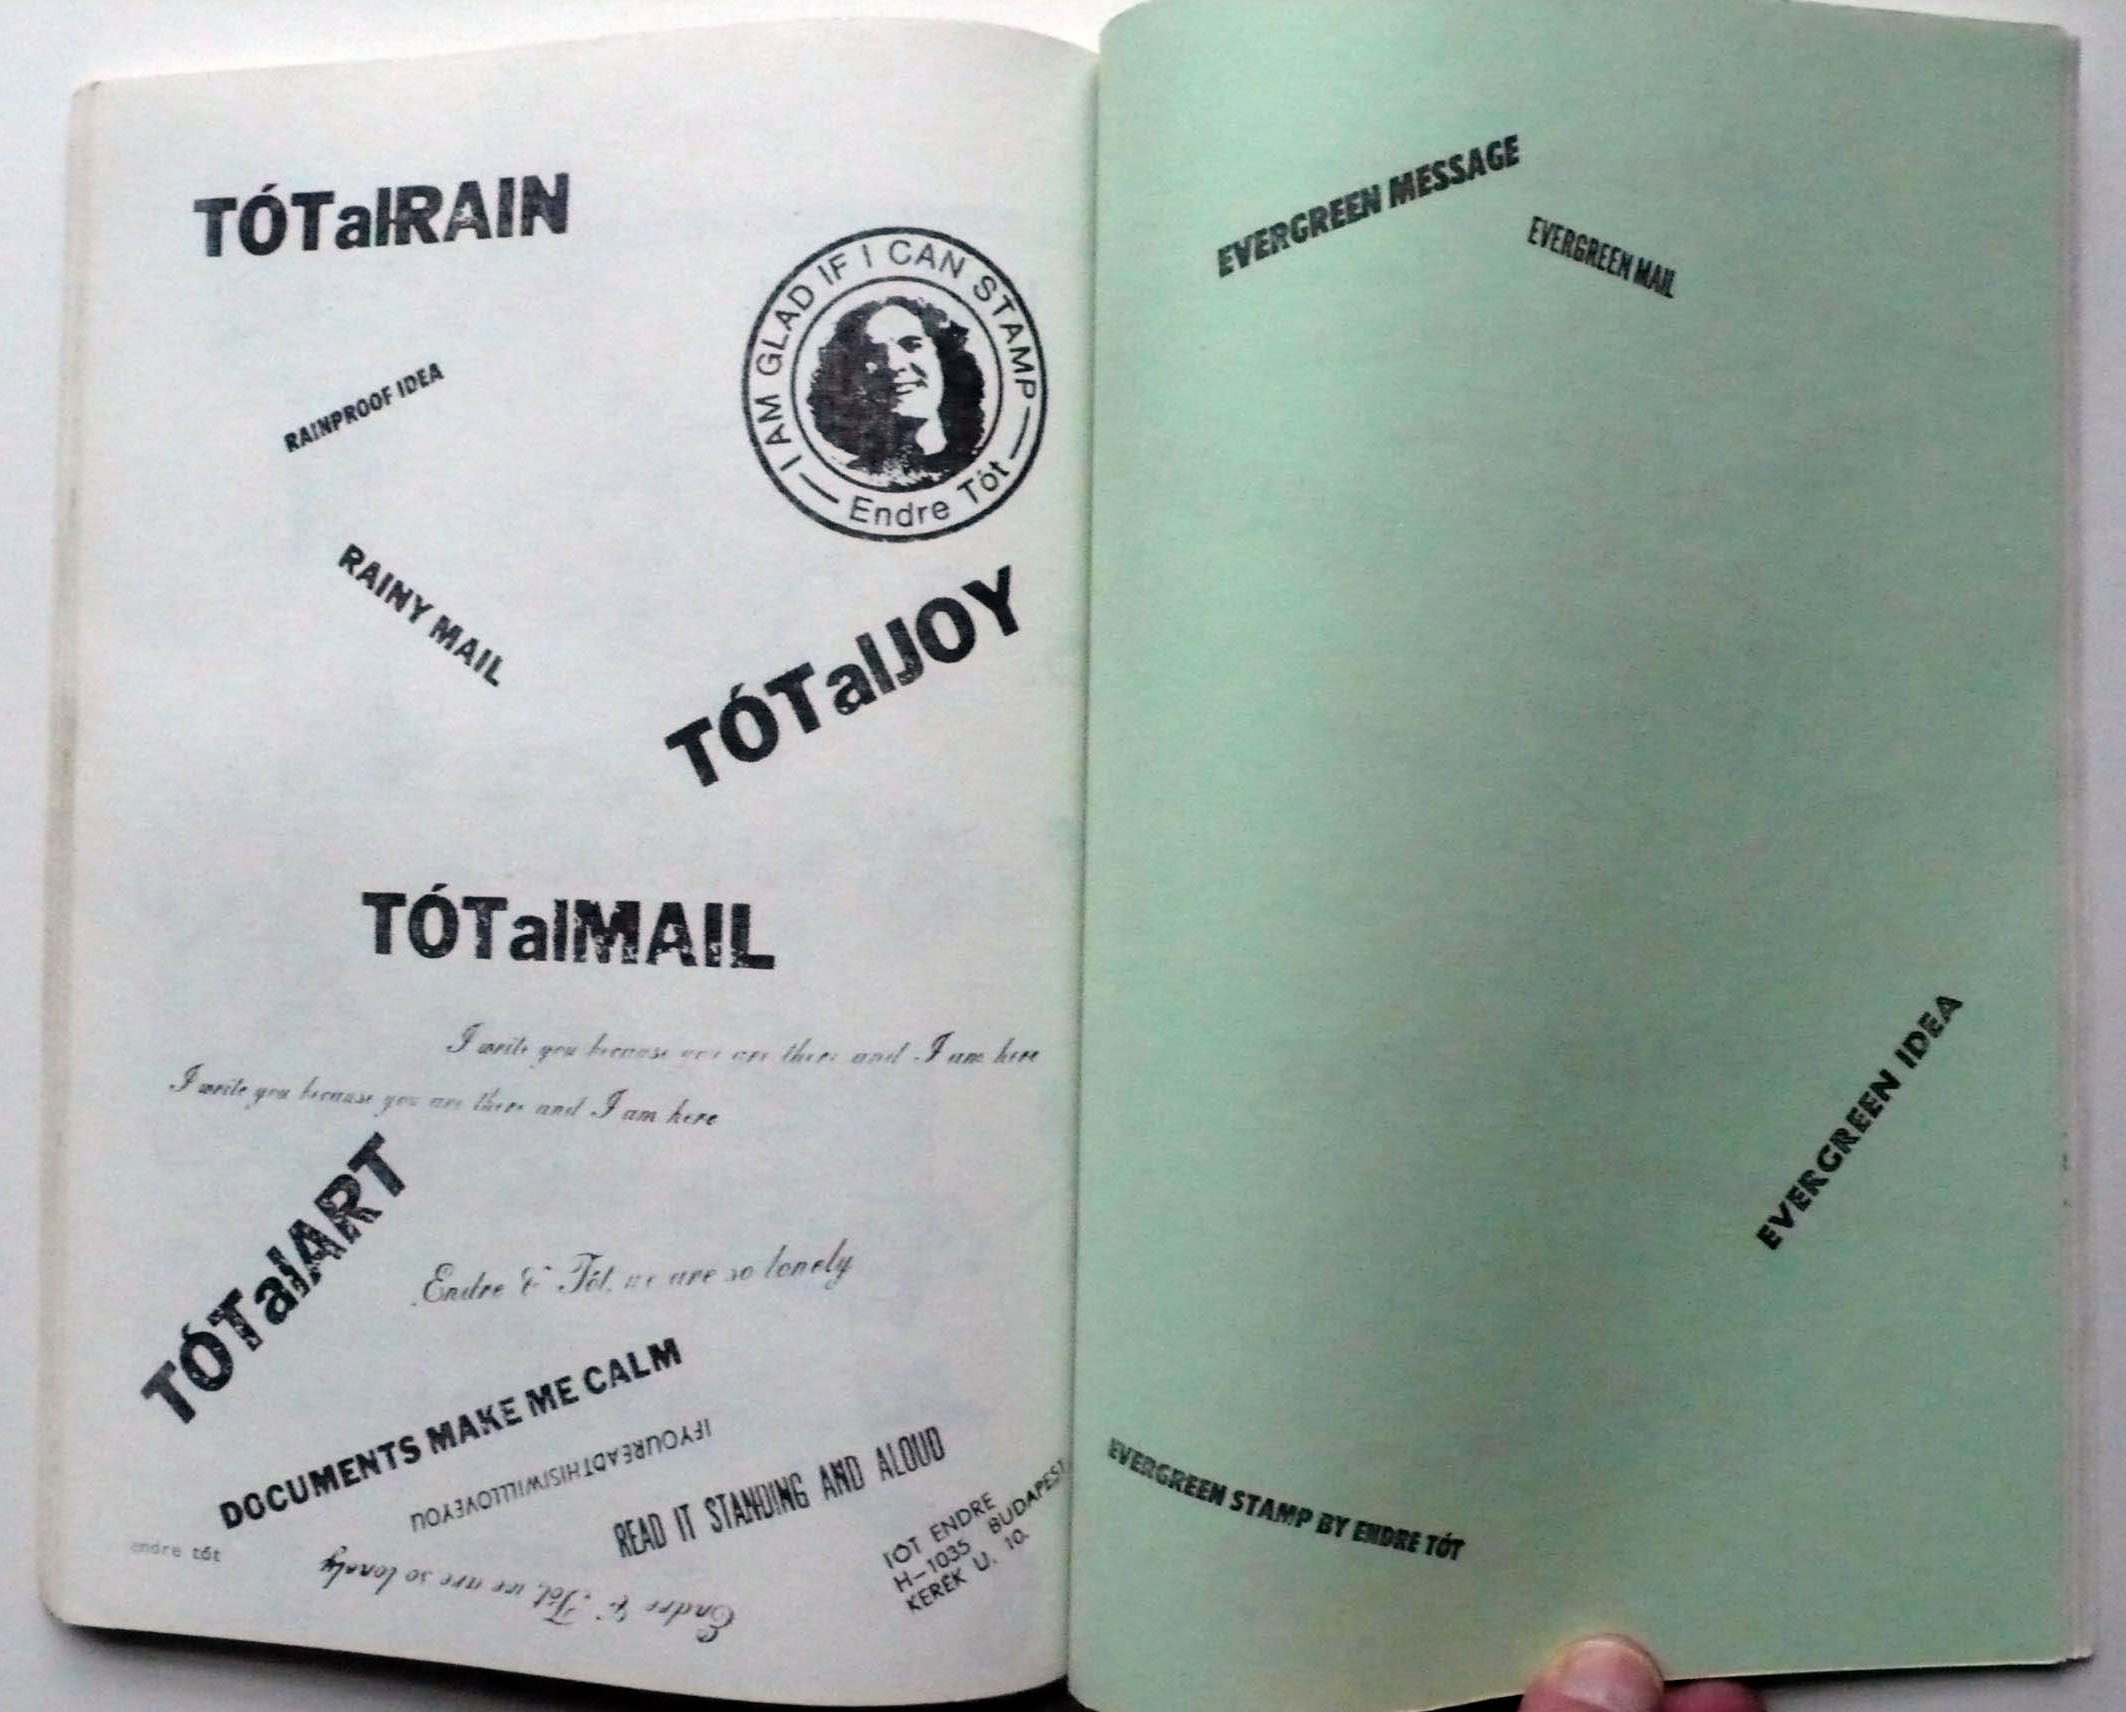 TÓTalRAIN
I AM GLAD IF I CAN STAMP
Endre Tót
RAINPROOF IDEA
RAINY MAIL
TÓTalJOY
TÓTalMAIL
I write you because you are there and I am here
I write you because you are there and I am here
TÓTalART
Endre & Tót, we are so lonely
DOCUMENTS MAKE ME CALM
IFYOUREADTHISIWILLLOVEYOU
READ IT STANDING AND ALOUD
endre tót
Endre & Tót, we are so lonely
TÓT ENDRE
H-1035 BUDAPEST
KERÉK U. 10.
EVERGREEN MESSAGE
EVERGREEN MAIL
EVERGREEN IDEA
EVERGREEN STAMP BY ENDRE TÓT